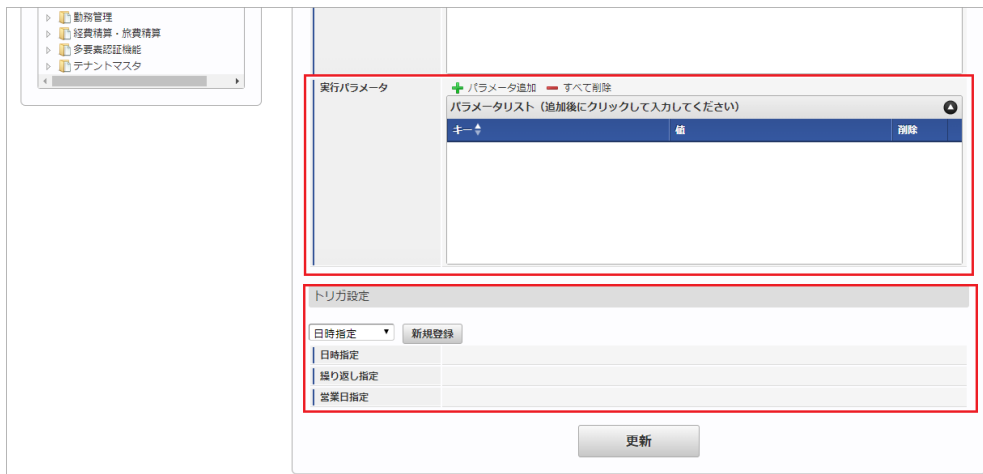 勤務管理
経費精算・旅費精算
多要素認証機能
テナントマスタ
実行パラメータ
パラメータ追加 すべて削除
パラメータリスト（追加後にクリックして入力してください）
キー 値 削除
トリガ設定
日時指定 新規登録
日時指定
繰り返し指定
営業日指定
更新